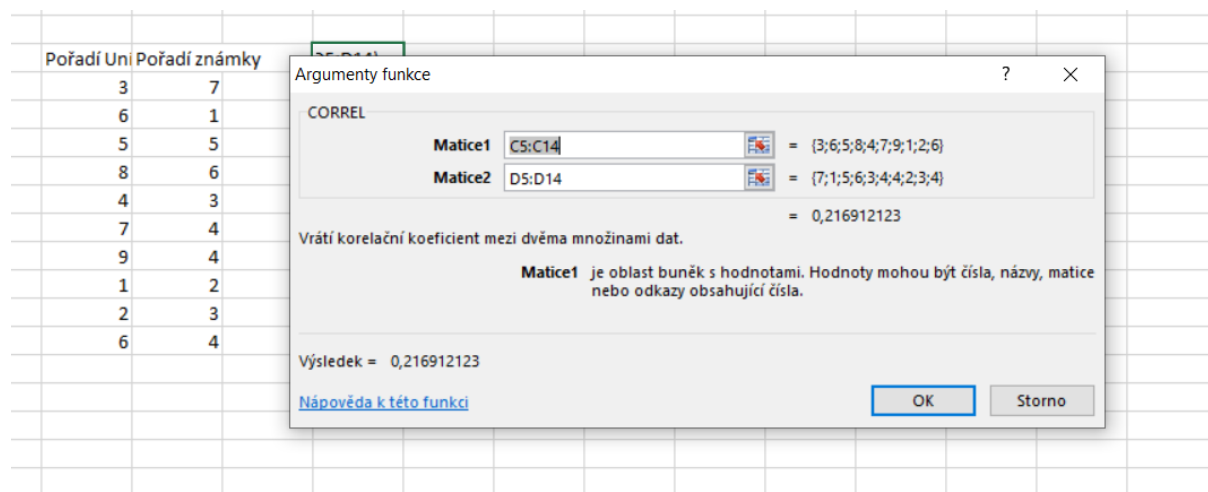 Pořadí Uni Pořadí známky
Argumenty funkce ? ×
3 7
CORREL
6 1
Matice1 C5:C14 = {3;6;5;8;4;7;9;1;2;6}
5 5
Matice2 D5:D14 = {7;1;5;6;3;4;4;2;3;4}
8 6
4 3
= 0,216912123
7 4
Vrátí korelační koeficient mezi dvěma množinami dat.
9 4
Matice1 je oblast buněk s hodnotami. Hodnoty mohou být čísla, názvy, matice
nebo odkazy obsahující čísla.
1 2
2 3
6 4
Výsledek = 0,216912123
Nápověda k této funkci OK Storno